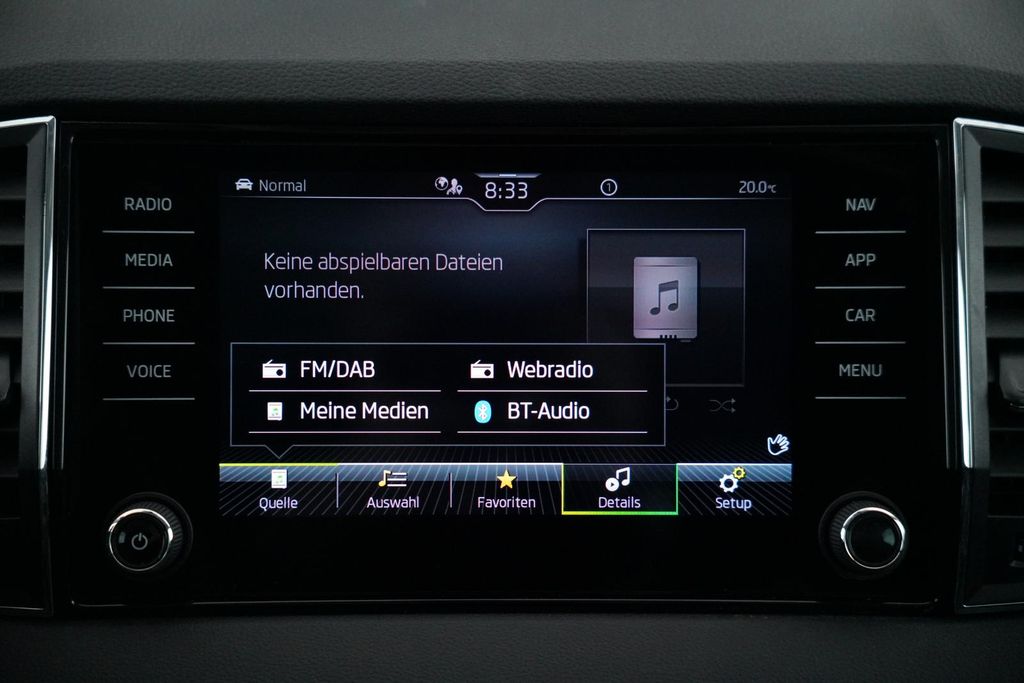 RADIO
MEDIA
PHONE
VOICE
Normal
8:33
1
20.0°C
Keine abspielbaren Dateien
vorhanden.
FM/DAB
Webradio
Meine Medien
BT-Audio
Quelle
Auswahl
Favoriten
Details
Setup
NAV
APP
CAR
MENU